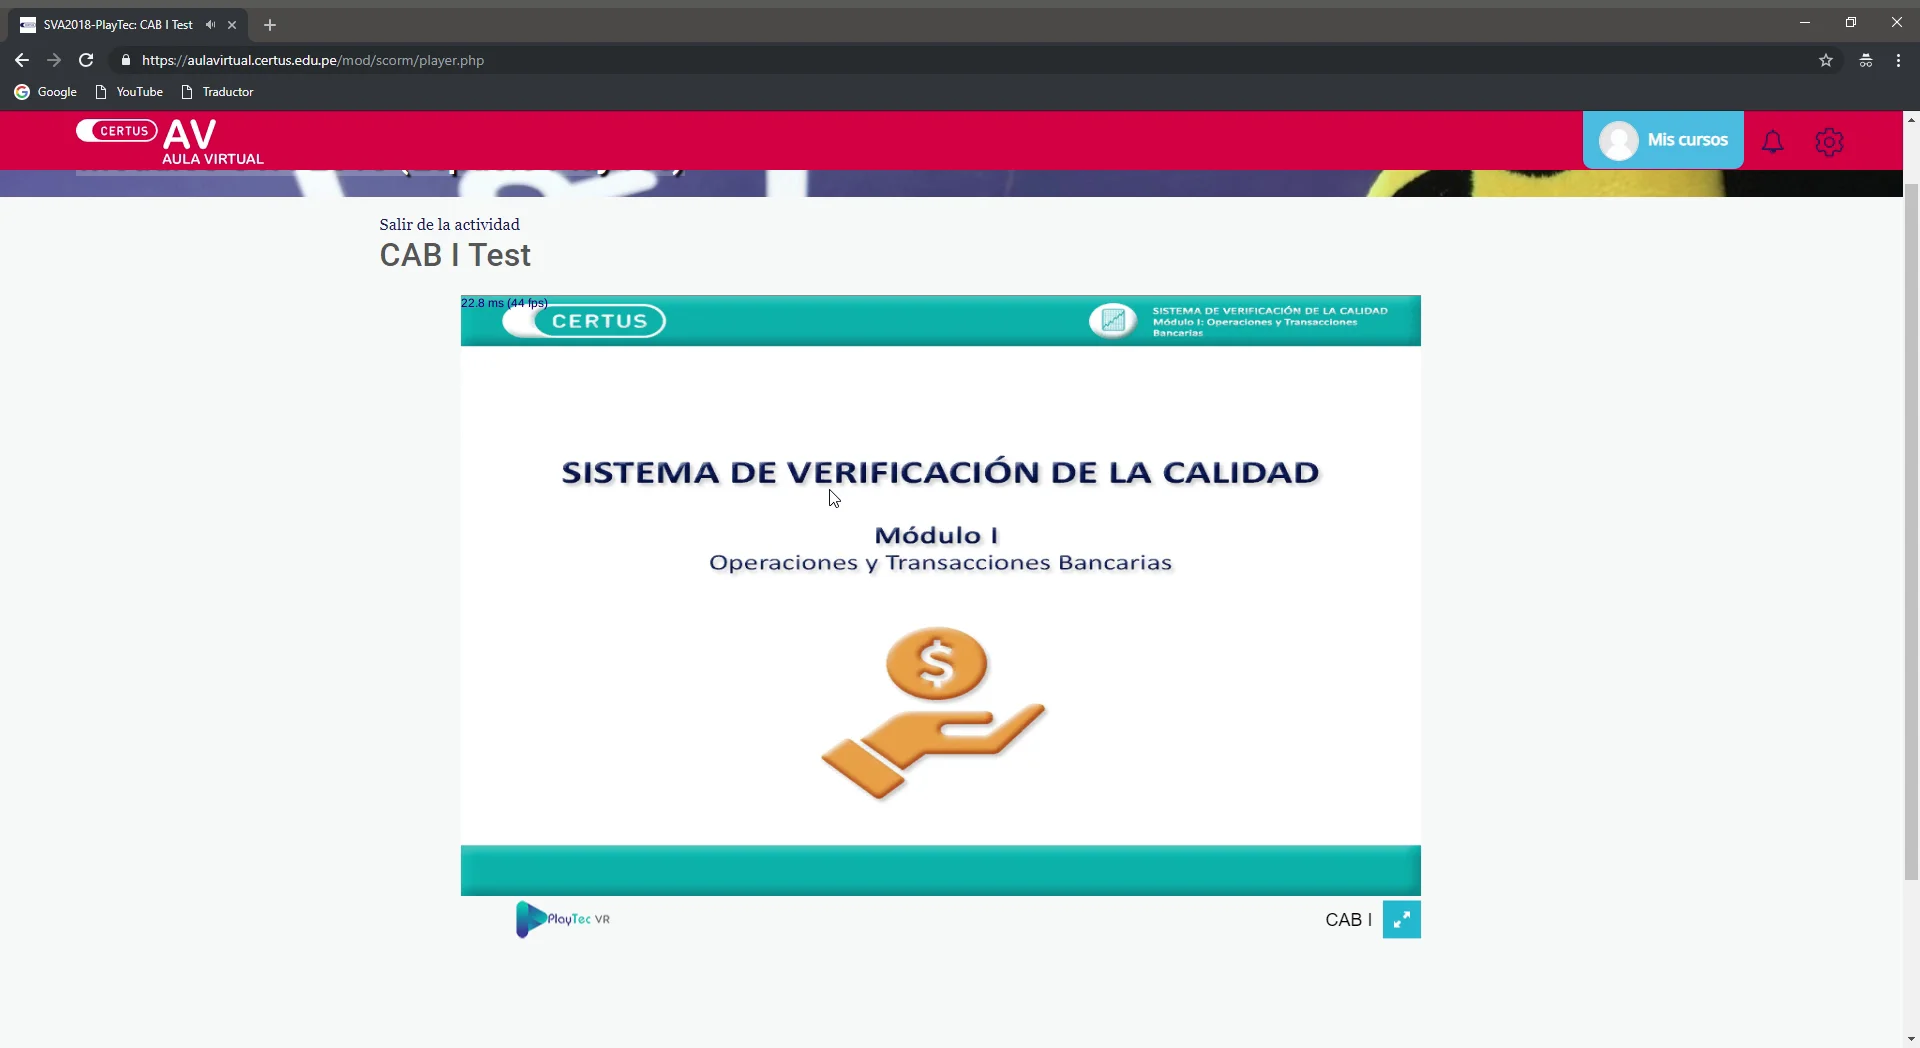 SVA2018-PlayTec: CAB I Test
https://aulavirtual.certus.edu.pe/mod/scorm/player.php
Google YouTube Traductor
CERTUS AV
AULA VIRTUAL
Mis cursos
Salir de la actividad
CAB I Test
22.8 ms (44 fps)
CERTUS
SISTEMA DE VERIFICACIÓN DE LA CALIDAD
Módulo I: Operaciones y Transacciones
Bancarias
SISTEMA DE VERIFICACIÓN DE LA CALIDAD
Módulo I
Operaciones y Transacciones Bancarias
$
PlayTec VR
CAB I